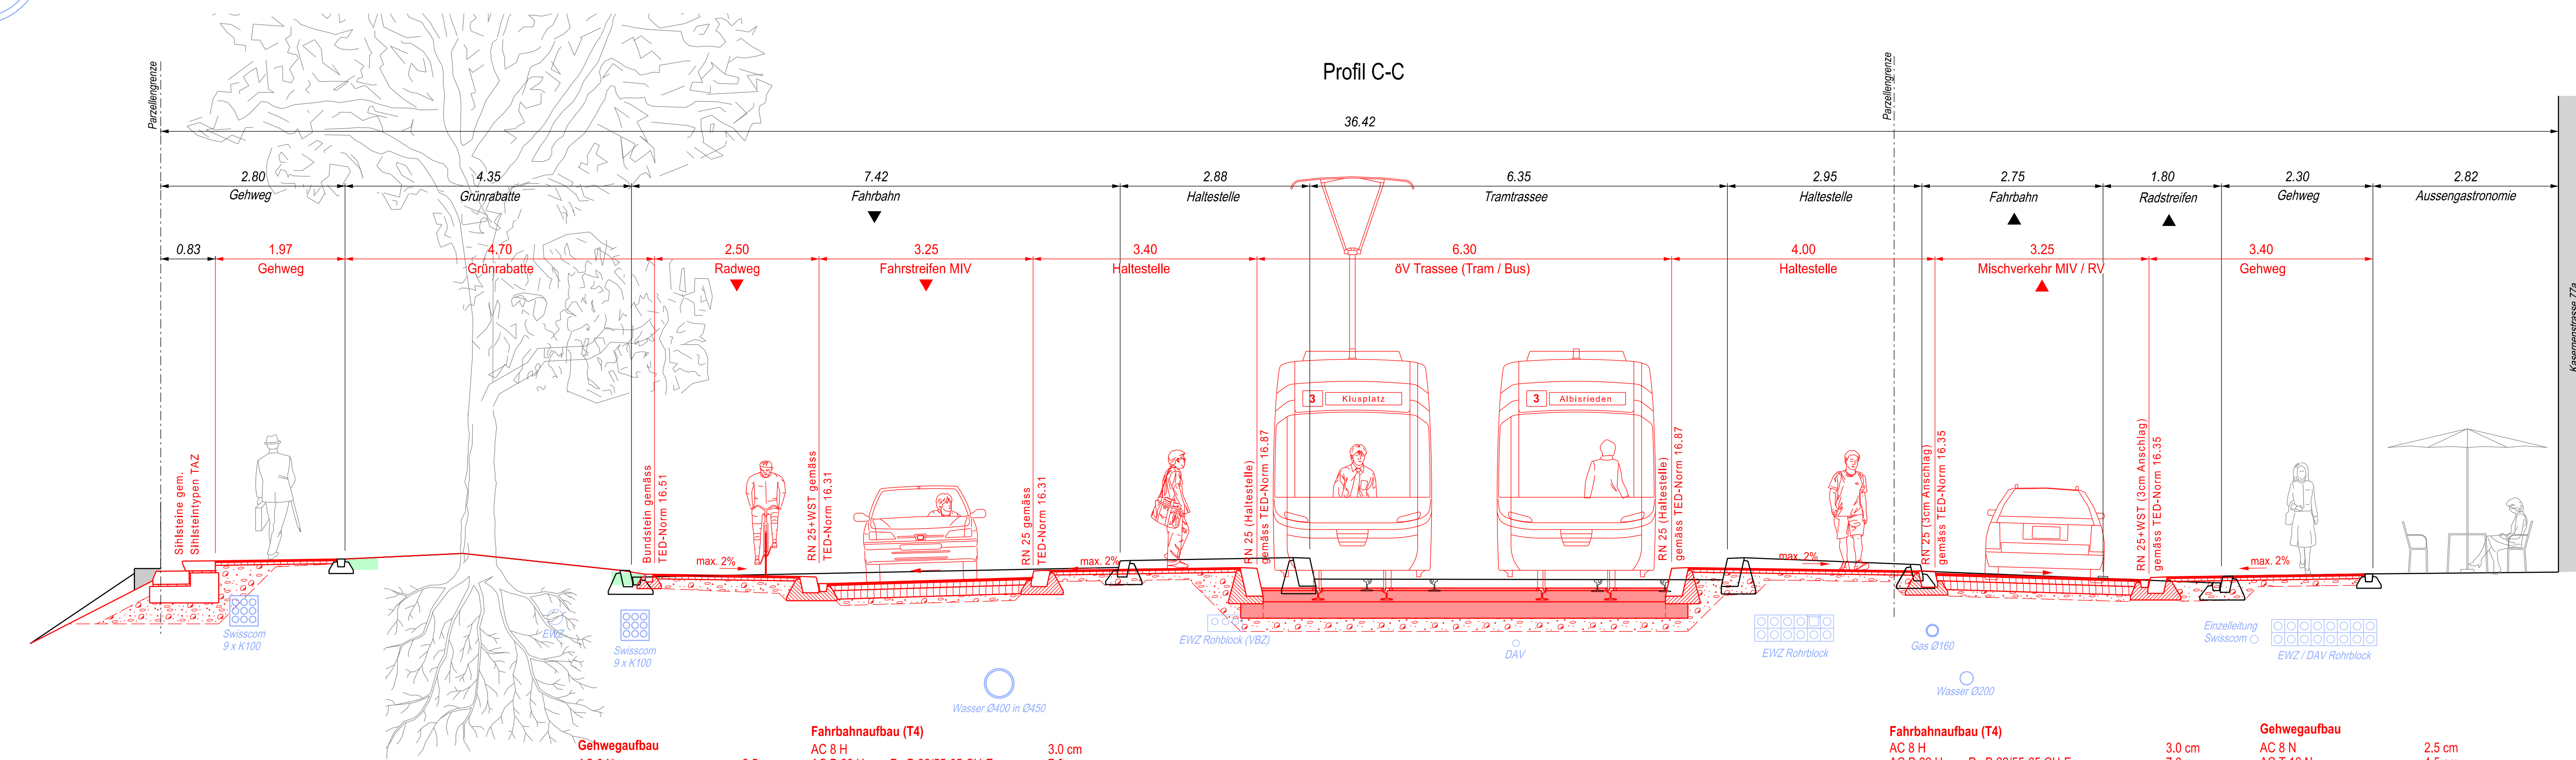 Profil C-C
Parzellengrenze
Parzellengrenze
36.42
2.80
Gehweg
4.35
Grünrabatte
7.42
Fahrbahn
2.88
Haltestelle
6.35
Tramtrassee
2.95
Haltestelle
2.75
Fahrbahn
1.80
Radstreifen
2.30
Gehweg
2.82
Aussengastronomie
0.83
1.97
Gehweg
4.70
Grünrabatte
2.50
Radweg
3.25
Fahrstreifen MIV
3.40
Haltestelle
6.30
öV Trassee (Tram / Bus)
4.00
Haltestelle
3.25
Mischverkehr MIV / RV
3.40
Gehweg
Kasernenstrasse 77a
3 Klusplatz
3 Albisrieden
Sihlsteine gem.
Sihlsteintypen TAZ
Bundstein gemäss
TED-Norm 16.51
RN 25+WST gemäss
TED-Norm 16.31
RN 25 gemäss
TED-Norm 16.31
RN 25 (Haltestelle)
gemäss TED-Norm 16.87
RN 25 (Haltestelle)
gemäss TED-Norm 16.87
RN 25 (3cm Anschlag)
gemäss TED-Norm 16.35
RN 25+WST (3cm Anschlag)
gemäss TED-Norm 16.35
max. 2%
max. 2%
max. 2%
max. 2%
Swisscom
9 x K100
EWZ
Swisscom
9 x K100
Wasser Ø400 in Ø450
EWZ Rohblock (VBZ)
DAV
EWZ Rohrblock
Gas Ø160
Wasser Ø200
Einzelleitung
Swisscom
EWZ / DAV Rohrblock
Gehwegaufbau
Fahrbahnaufbau (T4)
AC 8 H 3.0 cm
Fahrbahnaufbau (T4)
AC 8 H 3.0 cm
Gehwegaufbau
AC 8 N 2.5 cm